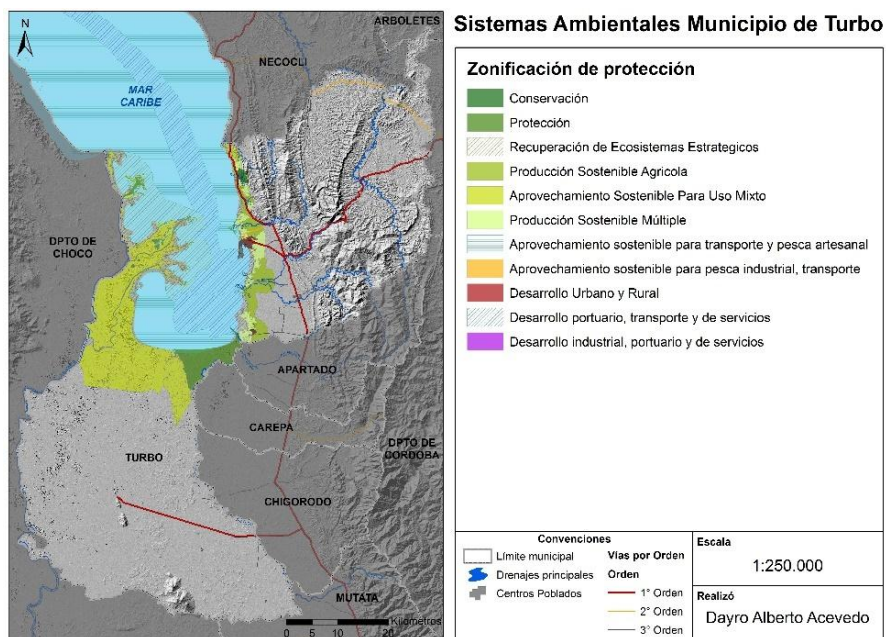 Sistemas Ambientales Municipio de Turbo
N
ARBOLETES
NECOCLI
MAR
CARIBE
DPTO DE
CHOCO
APARTADO
CAREPA
DPTO DE
CORDOBA
TURBO
CHIGORODO
MUTATA
Kilometros
0 5 10 20
Zonificación de protección
Conservación
Protección
Recuperación de Ecosistemas Estrategicos
Producción Sostenible Agricola
Aprovechamiento Sostenible Para Uso Mixto
Producción Sostenible Múltiple
Aprovechamiento sostenible para transporte y pesca artesanal
Aprovechamiento sostenible para pesca industrial, transporte
Desarrollo Urbano y Rural
Desarrollo portuario, transporte y de servicios
Desarrollo industrial, portuario y de servicios
Convenciones
Límite municipal
Drenajes principales
Centros Poblados
Vías por Orden
Orden
1° Orden
2° Orden
3° Orden
Escala
1:250.000
Realizó
Dayro Alberto Acevedo